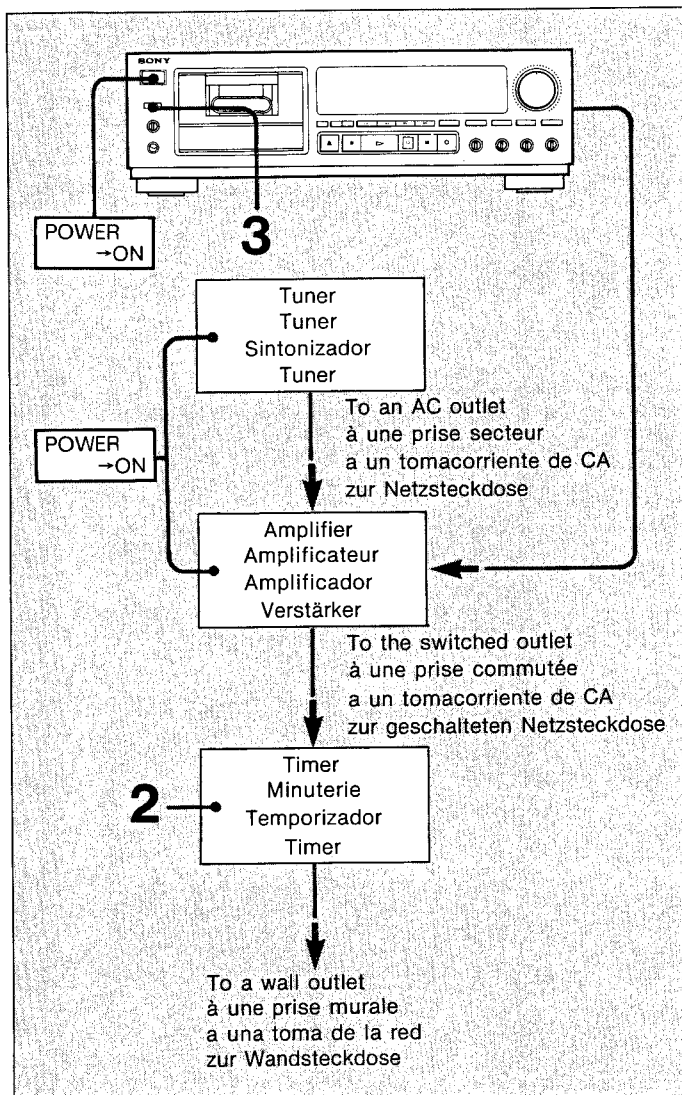 SONY
POWER
→ON
3
Tuner
Tuner
Sintonizador
Tuner
To an AC outlet
à une prise secteur
a un tomacorriente de CA
zur Netzsteckdose
POWER
→ON
Amplifier
Amplificateur
Amplificador
Verstärker
To the switched outlet
à une prise commutée
a un tomacorriente de CA
zur geschalteten Netzsteckdose
2
Timer
Minuterie
Temporizador
Timer
To a wall outlet
à une prise murale
a una toma de la red
zur Wandsteckdose